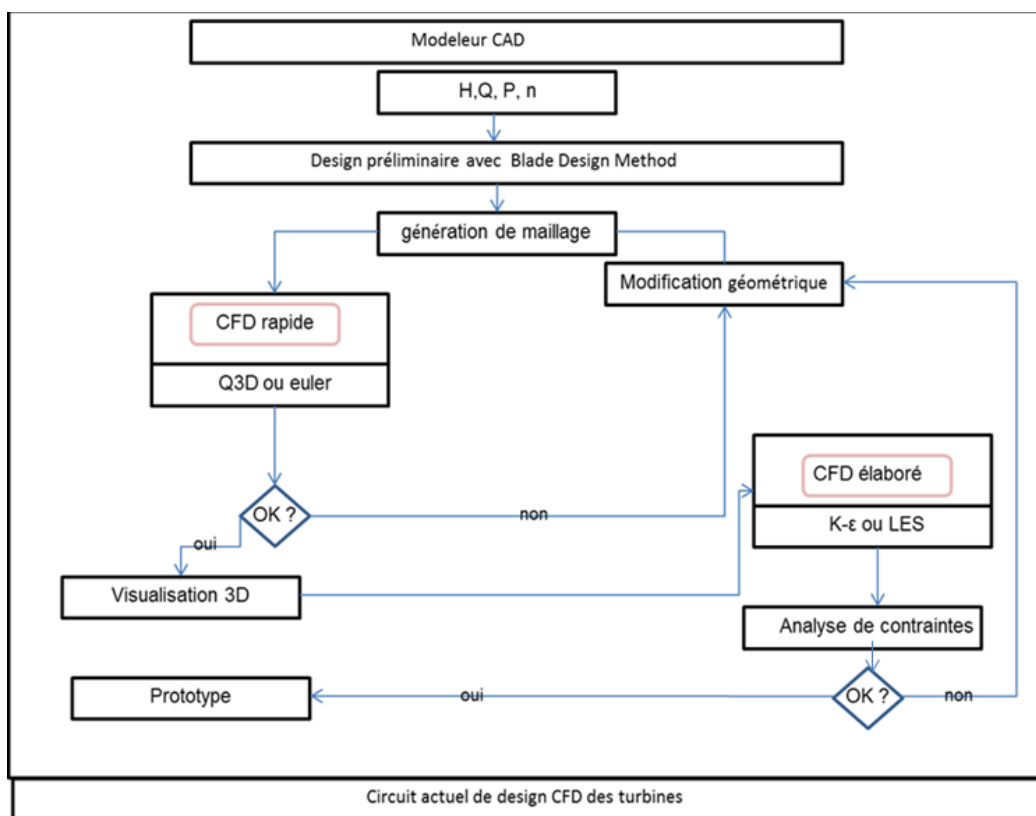 Modeleur CAD
H,Q, P, n
Design préliminaire avec Blade Design Method
génération de maillage
Modification géométrique
CFD rapide
Q3D ou euler
CFD élaboré
K-ε ou LES
OK ?
non
oui
Visualisation 3D
Analyse de contraintes
Prototype
oui
OK ?
non
Circuit actuel de design CFD des turbines